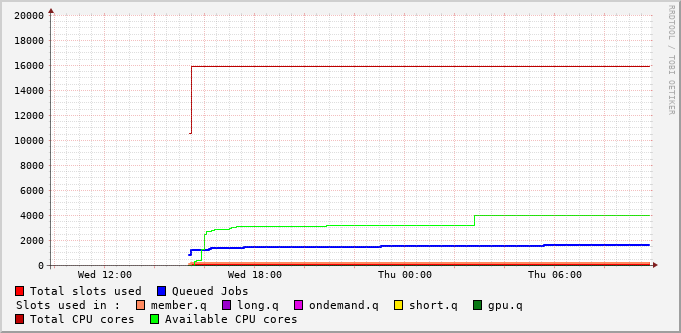 20000
18000
16000
14000
12000
10000
8000
6000
4000
2000
0
Wed 12:00 Wed 18:00 Thu 00:00 Thu 06:00
Total slots used Queued Jobs
Slots used in : member.q long.q ondemand.q short.q gpu.q
Total CPU cores Available CPU cores
RRDTOOL / TOBI OETIKER